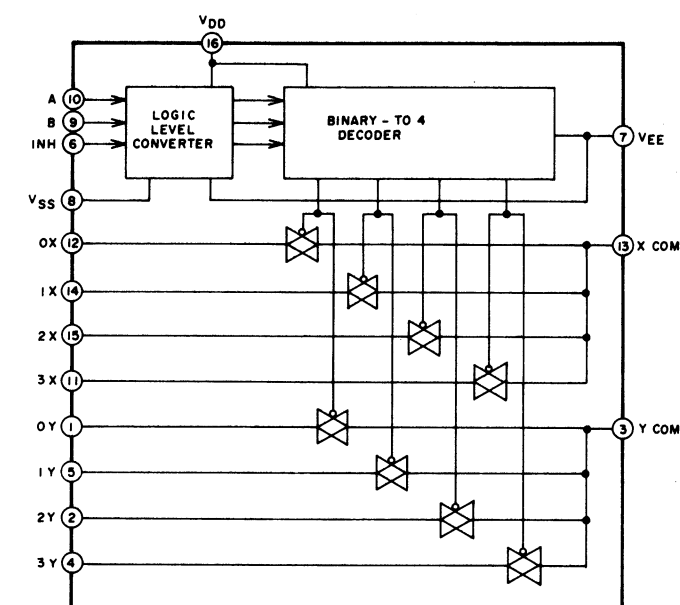 VDD
16
A 10
B 9
INH 6
LOGIC
LEVEL
CONVERTER
BINARY - TO 4
DECODER
7 VEE
VSS 8
0X 12
13 X COM
1X 14
2X 15
3X 11
0Y 1
3 Y COM
1Y 5
2Y 2
3Y 4